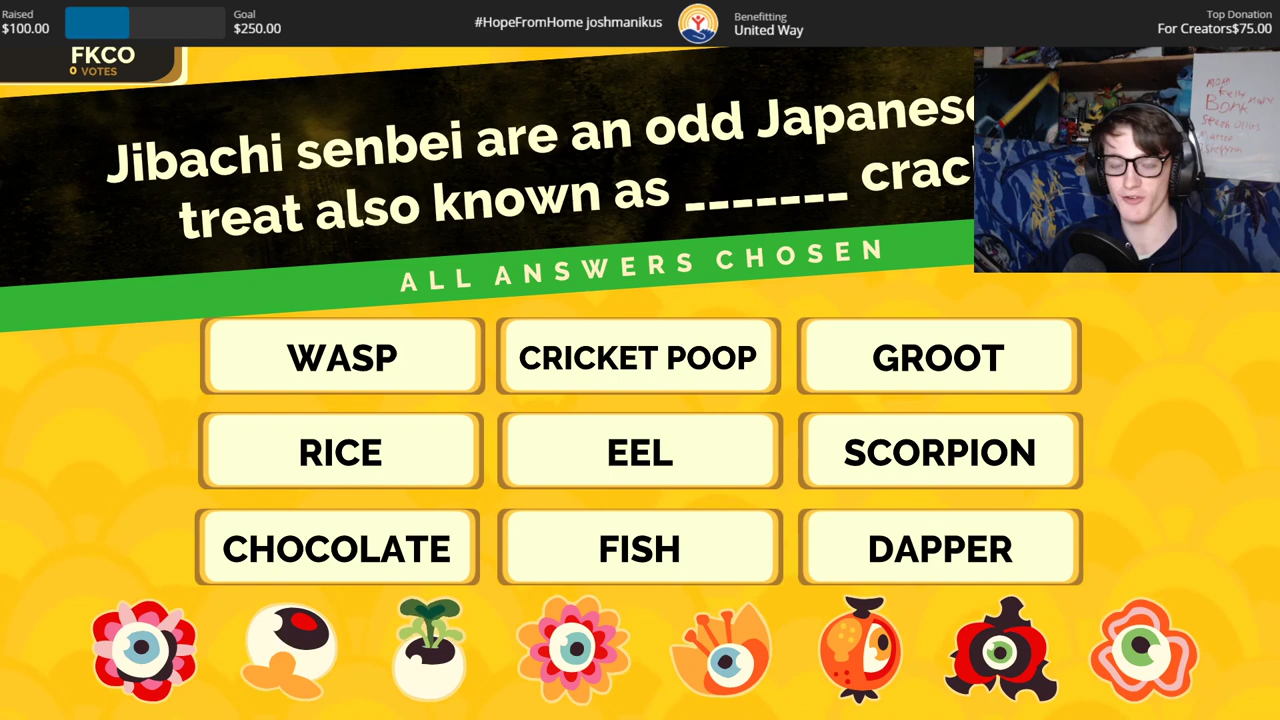 Raised
$100.00
Goal
$250.00
#HopeFromHome joshmanikus
Benefitting
United Way
Top Donation
For Creators$75.00
FKCO
0 VOTES
Jibachi senbei are an odd Japanese
treat also known as _______ crac
ALL ANSWERS CHOSEN
WASP
CRICKET POOP
GROOT
RICE
EEL
SCORPION
CHOCOLATE
FISH
DAPPER
Bonk